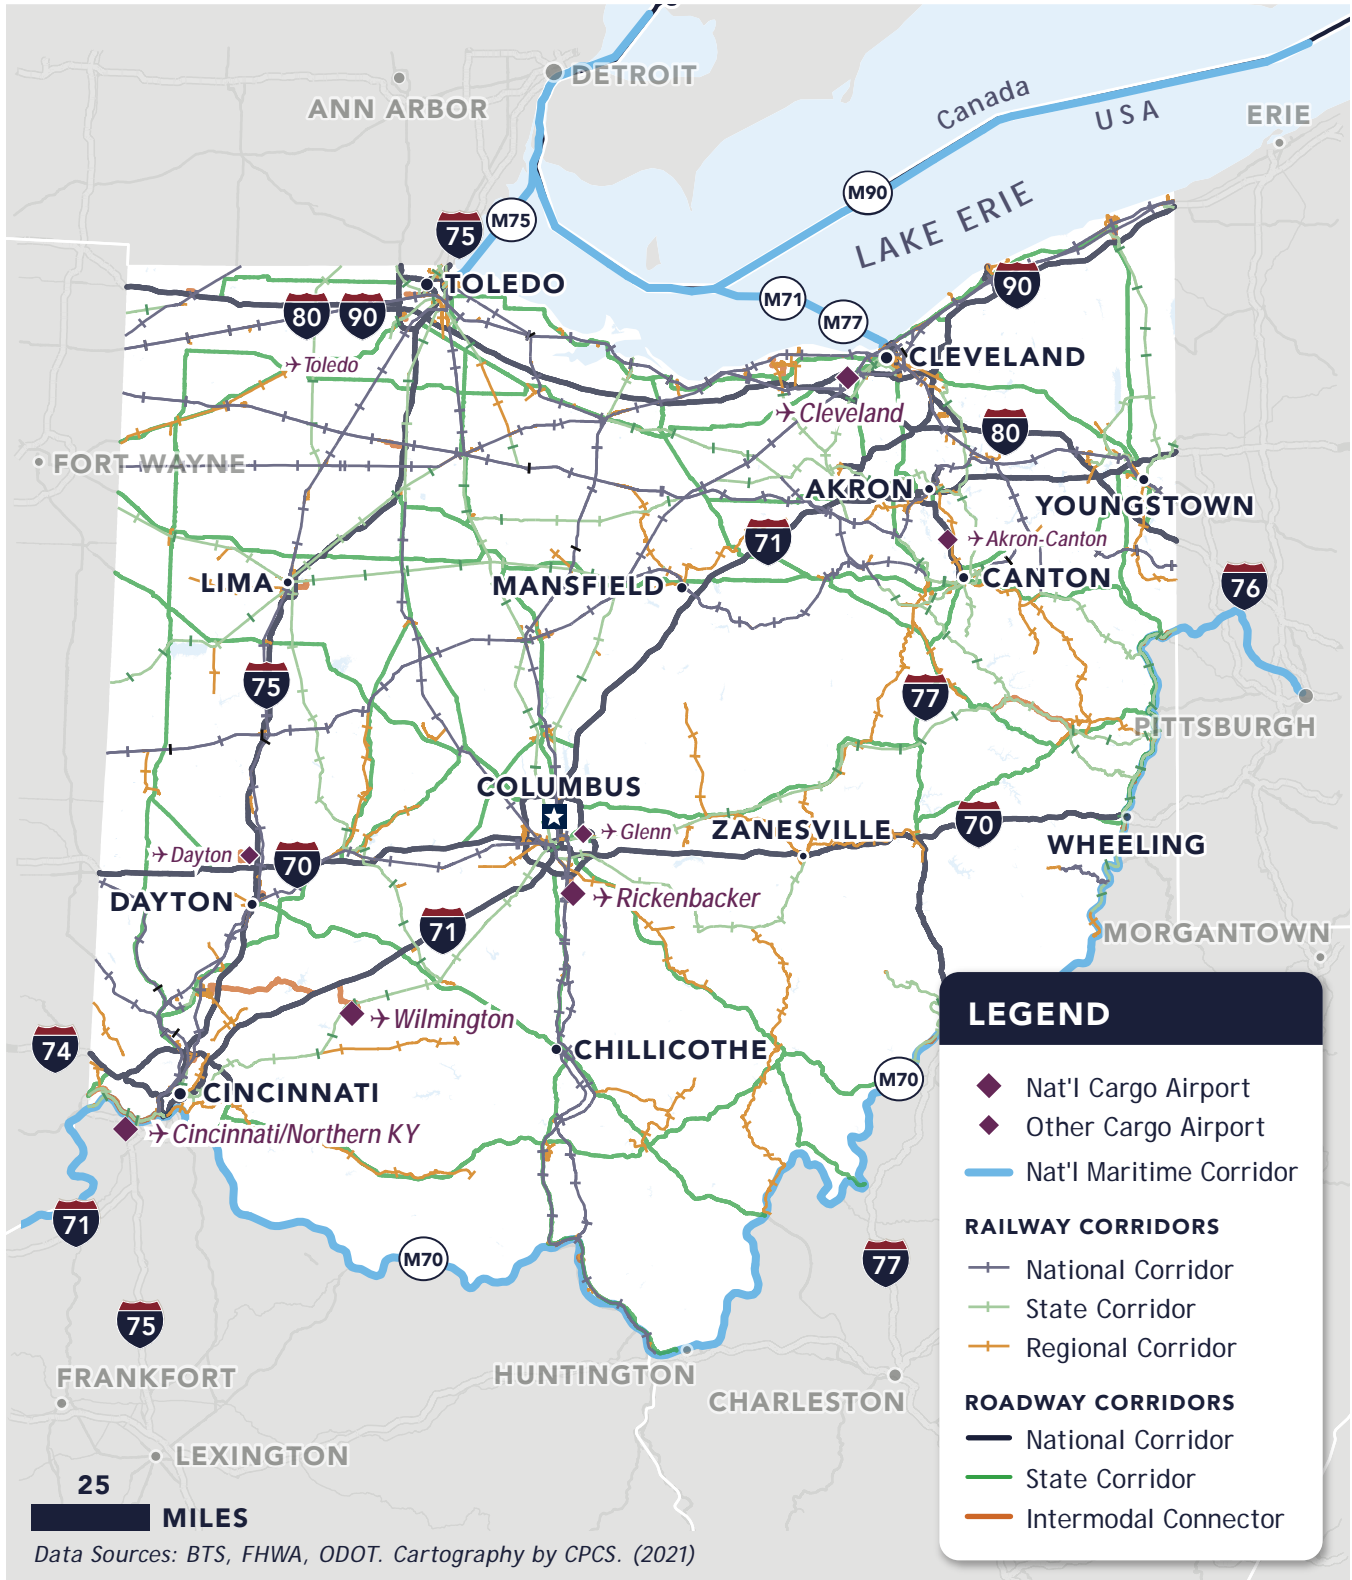 DETROIT
ANN ARBOR
Canada
USA
ERIE
M90
LAKE ERIE
M75
75
TOLEDO
90
M71
M77
80
90
Toledo
CLEVELAND
Cleveland
80
FORT WAYNE
AKRON
YOUNGSTOWN
71
Akron-Canton
LIMA
MANSFIELD
CANTON
76
75
77
PITTSBURGH
COLUMBUS
Glenn
ZANESVILLE
70
WHEELING
Dayton
70
DAYTON
Rickenbacker
71
MORGANTOWN
Wilmington
74
CHILLICOTHE
M70
CINCINNATI
Cincinnati/Northern KY
71
M70
77
75
FRANKFORT
HUNTINGTON
CHARLESTON
LEXINGTON
LEGEND
Nat'l Cargo Airport
Other Cargo Airport
Nat'l Maritime Corridor
RAILWAY CORRIDORS
National Corridor
State Corridor
Regional Corridor
ROADWAY CORRIDORS
National Corridor
State Corridor
Intermodal Connector
25
MILES
Data Sources: BTS, FHWA, ODOT. Cartography by CPCS. (2021)